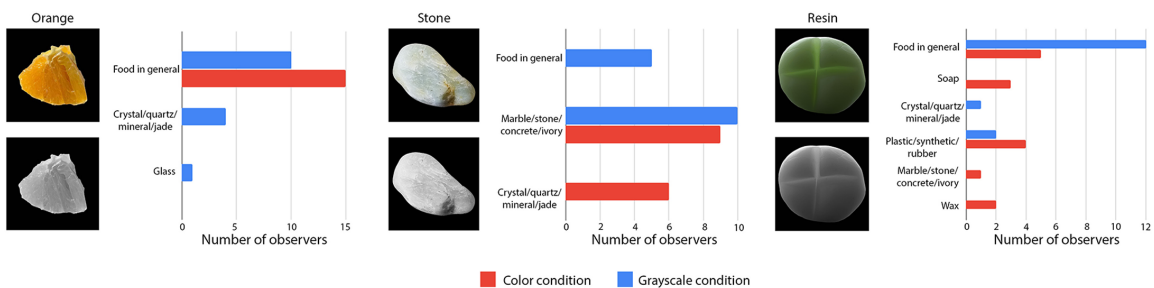 Orange
Food in general
Crystal/quartz/
mineral/jade
Glass
0 5 10 15
Number of observers
Stone
Food in general
Marble/stone/
concrete/ivory
Crystal/quartz/
mineral/jade
0 2 4 6 8 10
Number of observers
Resin
Food in general
Soap
Crystal/quartz/
mineral/jade
Plastic/synthetic/
rubber
Marble/stone/
concrete/ivory
Wax
0 2 4 6 8 10 12
Number of observers
Color condition
Grayscale condition